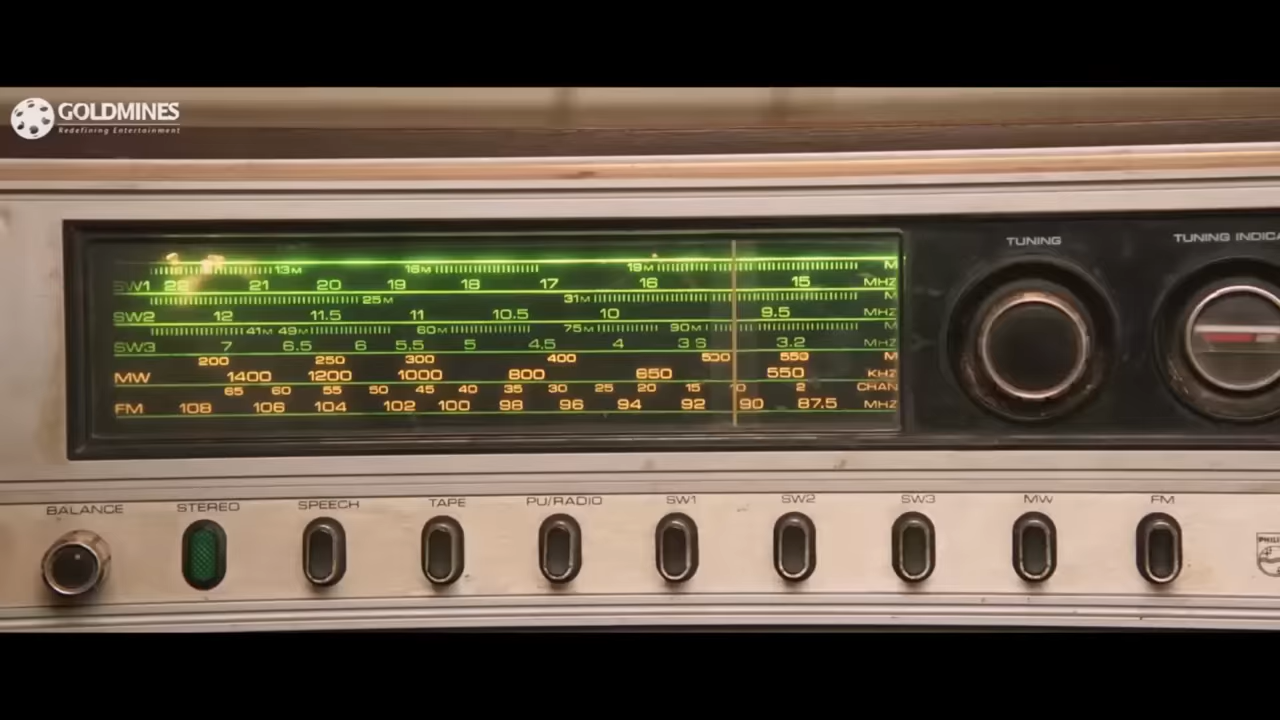 GOLDMINES
Redefining Entertainment
TUNING TUNING INDICA
13M 16M 19M M
SW1 21 20 19 18 17 16 15 MHZ
25M 31M M
SW2 12 11.5 11 10.5 10 9.5 MHZ
41M 49M 60M 75M 90M M
SW3 7 6.5 6 5.5 5 4.5 4 3.2 MHZ
200 250 300 400 500 550 M
MW 1400 1200 1000 800 650 550 KHZ
65 60 55 50 45 40 35 30 25 20 15 10 2 CHAN
FM 108 106 104 102 100 98 96 94 92 90 87.5 MHZ
BALANCE STEREO SPEECH TAPE PU/RADIO SW1 SW2 SW3 MW FM
PHILI